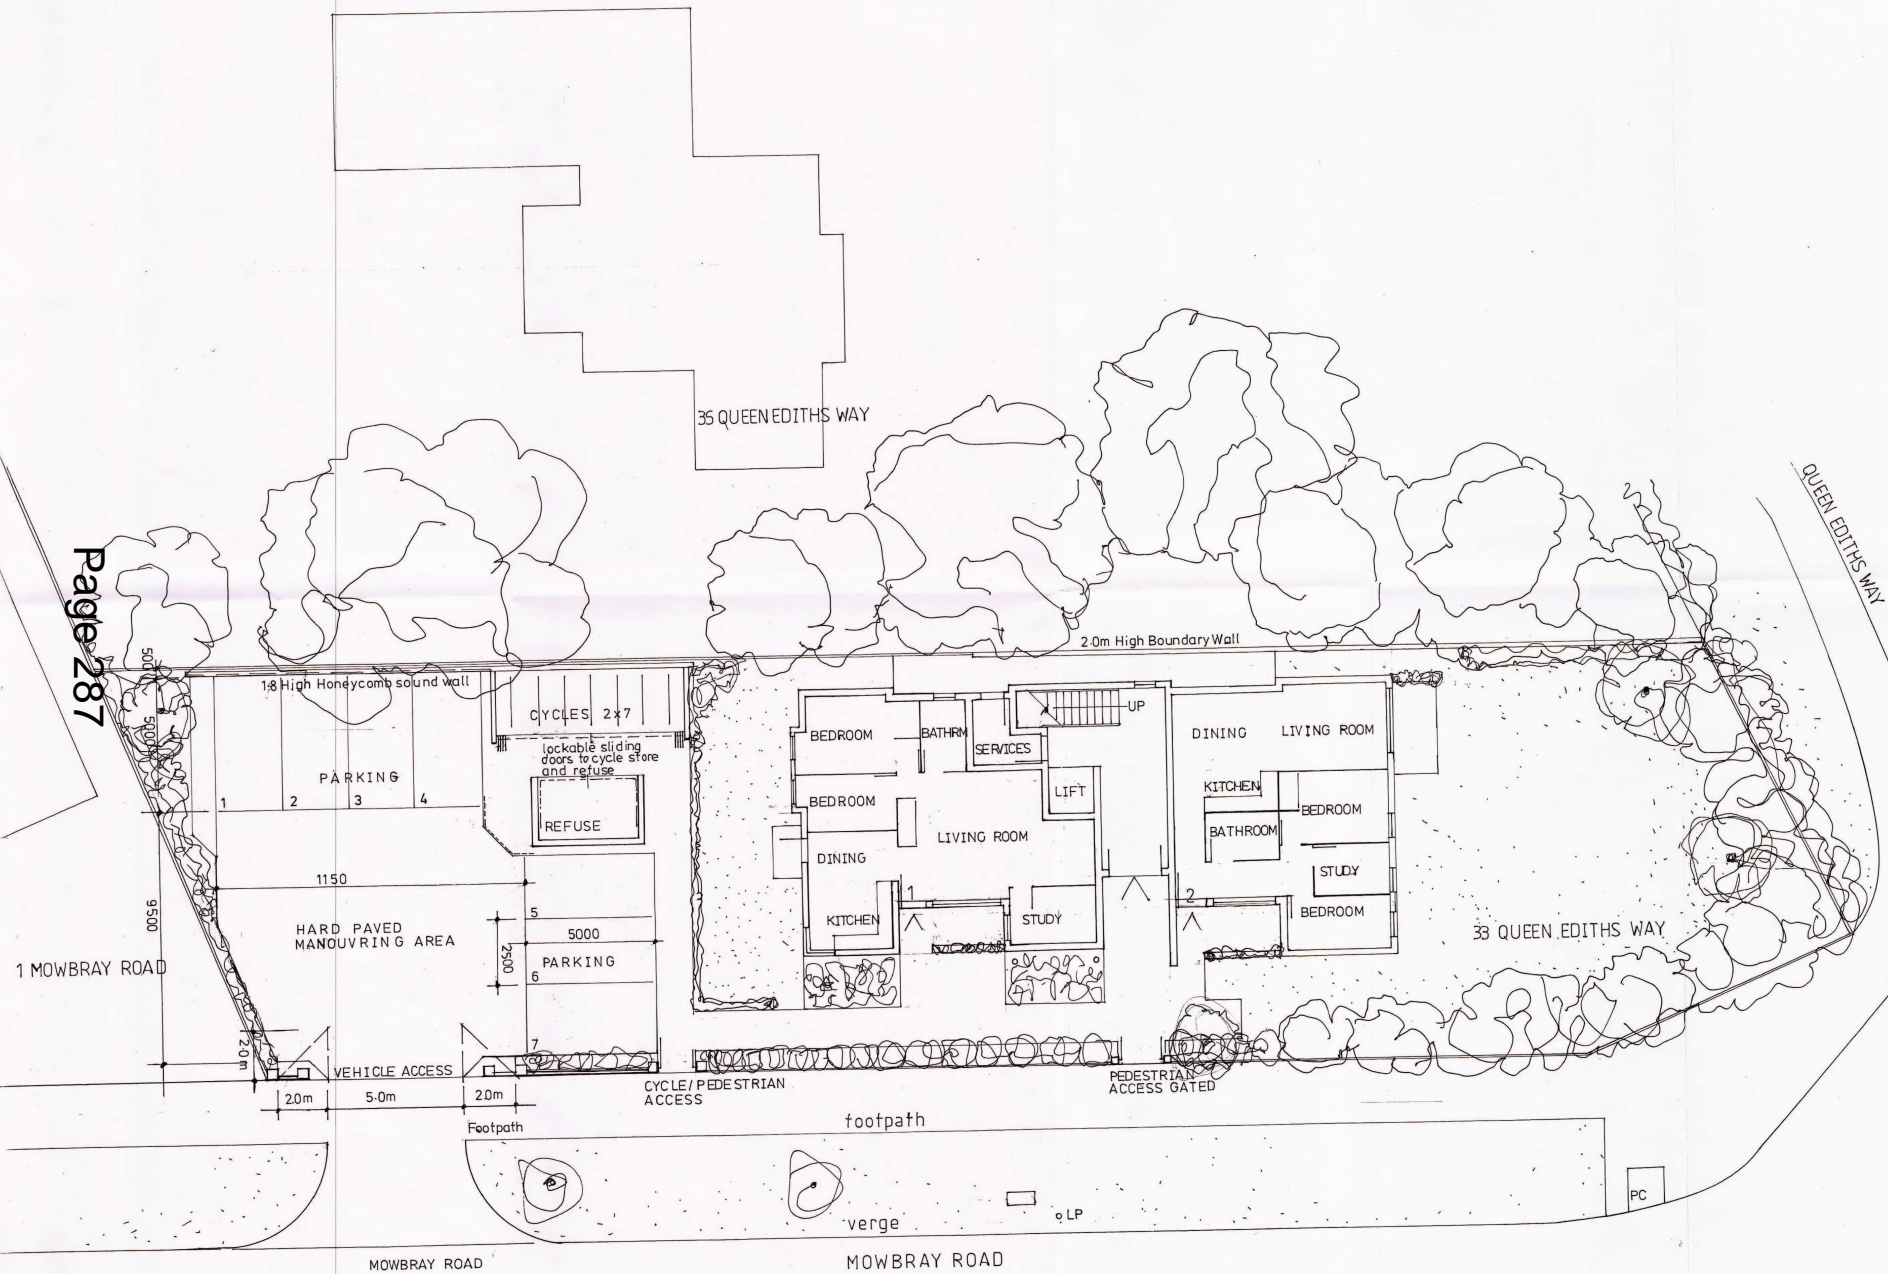 35 QUEEN EDITHS WAY
QUEEN EDITHS WAY
Page 287
2.0m High Boundary Wall
1:8 High Honeycomb sound wall
500
5000
CYCLES 2x7
lockable sliding
doors to cycle store
and refuse
PARKING
1
2
3
4
REFUSE
BEDROOM
BATHRM
SERVICES
UP
DINING
LIVING ROOM
BEDROOM
LIFT
KITCHEN
BEDROOM
LIVING ROOM
BATHROOM
DINING
STUDY
1150
9500
1
2
KITCHEN
STUDY
BEDROOM
HARD PAVED
MANOUVRING AREA
5
5000
2500
PARKING
6
7
33 QUEEN EDITHS WAY
1 MOWBRAY ROAD
2.0m
VEHICLE ACCESS
CYCLE/PEDESTRIAN
ACCESS
PEDESTRIAN
ACCESS GATED
2.0m
5.0m
2.0m
Footpath
footpath
PC
LP
verge
MOWBRAY ROAD
MOWBRAY ROAD